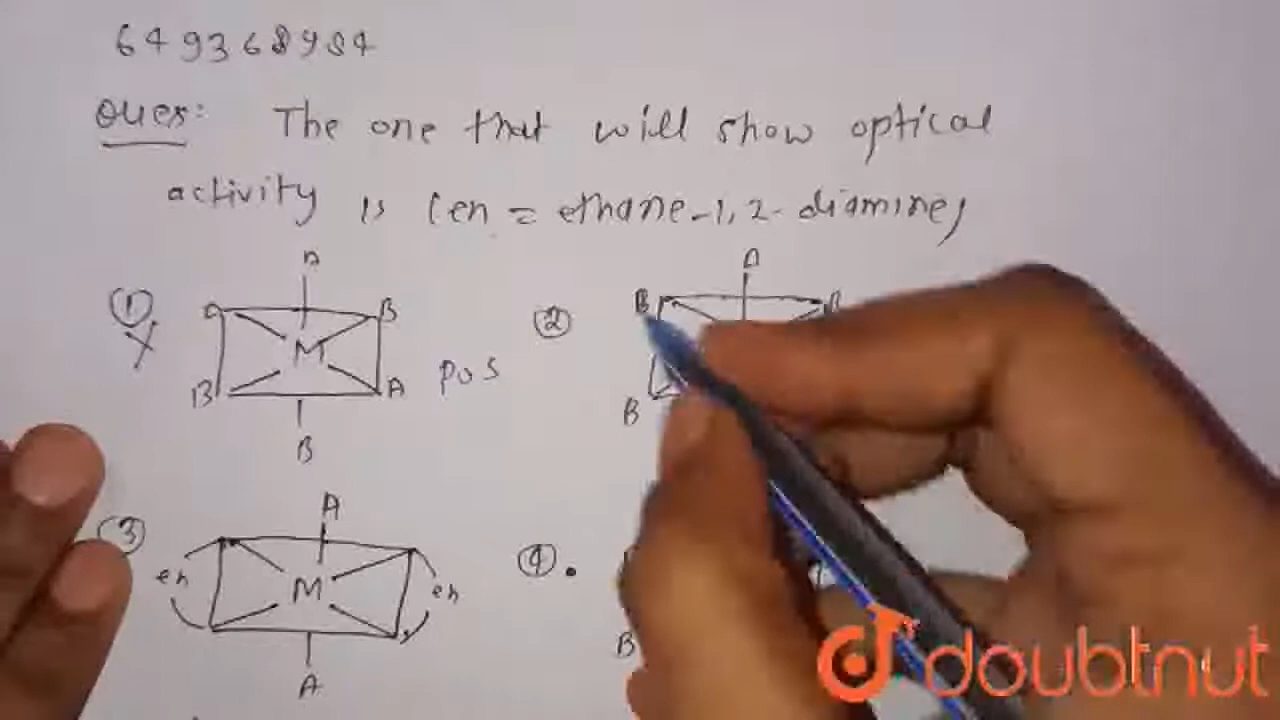 649368984
Ques: The one that will show optical
activity is (en = ethane-1,2-diamine)
① A ② A
B B
B A POS B
M
X
B
③ A ④.
en M en
A B
doubtnut